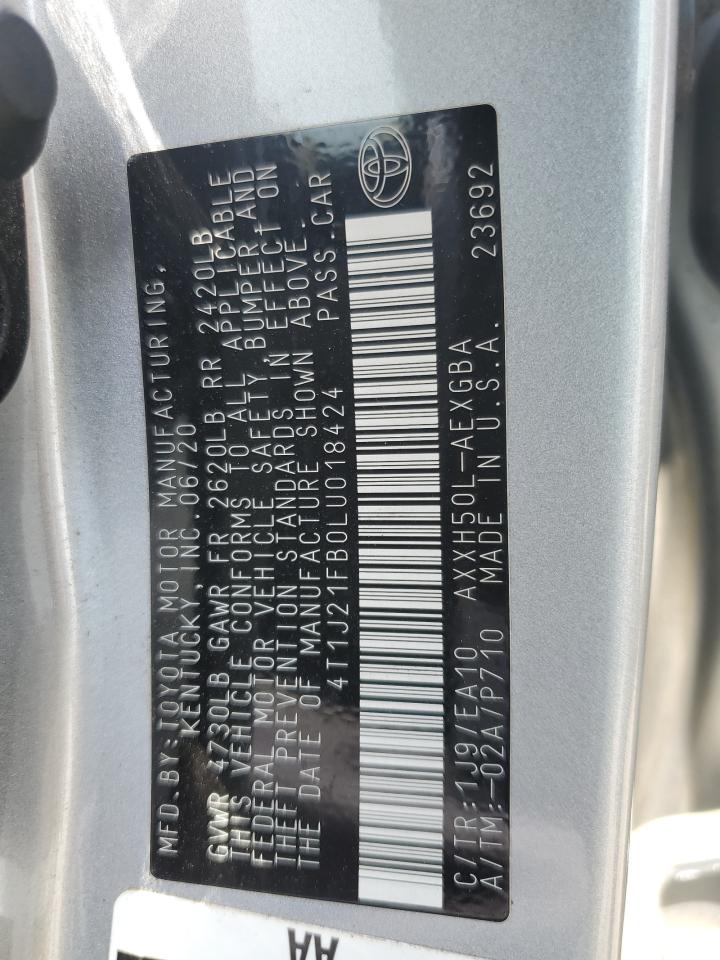 MFD.BY:TOYOTA MOTOR MANUFACTURING,
KENTUCKY, INC.06/20
GVWR 4730LB GAWR FR 2620LB RR 2420LB
THIS VEHICLE CONFORMS TO ALL APPLICABLE
FEDERAL MOTOR VEHICLE SAFETY, BUMPER AND
THEFT PREVENTION STANDARDS IN EFFECT ON
THE DATE OF MANUFACTURE SHOWN ABOVE.
4T1J21FB0LU018424 PASS.CAR
C/TR:1J9/EA10 AXXH50L-AEXGBA
A/TM:-02A/P710 MADE IN U.S.A. 23692
AA